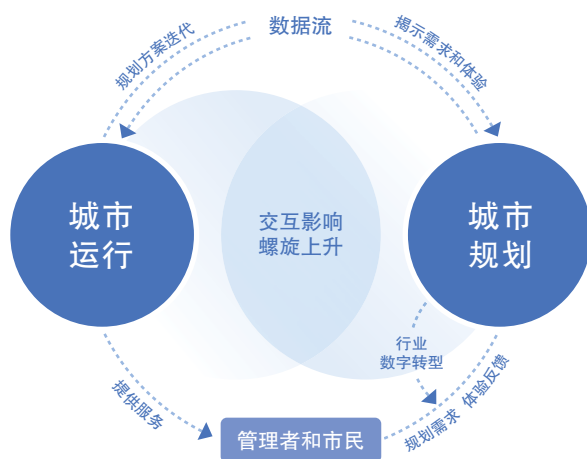 数据流
规划方案迭代
揭示需求和体验
城市
运行
交互影响
螺旋上升
城市
规划
行业
数字转型
提供服务
管理者和市民
规划需求 体验反馈